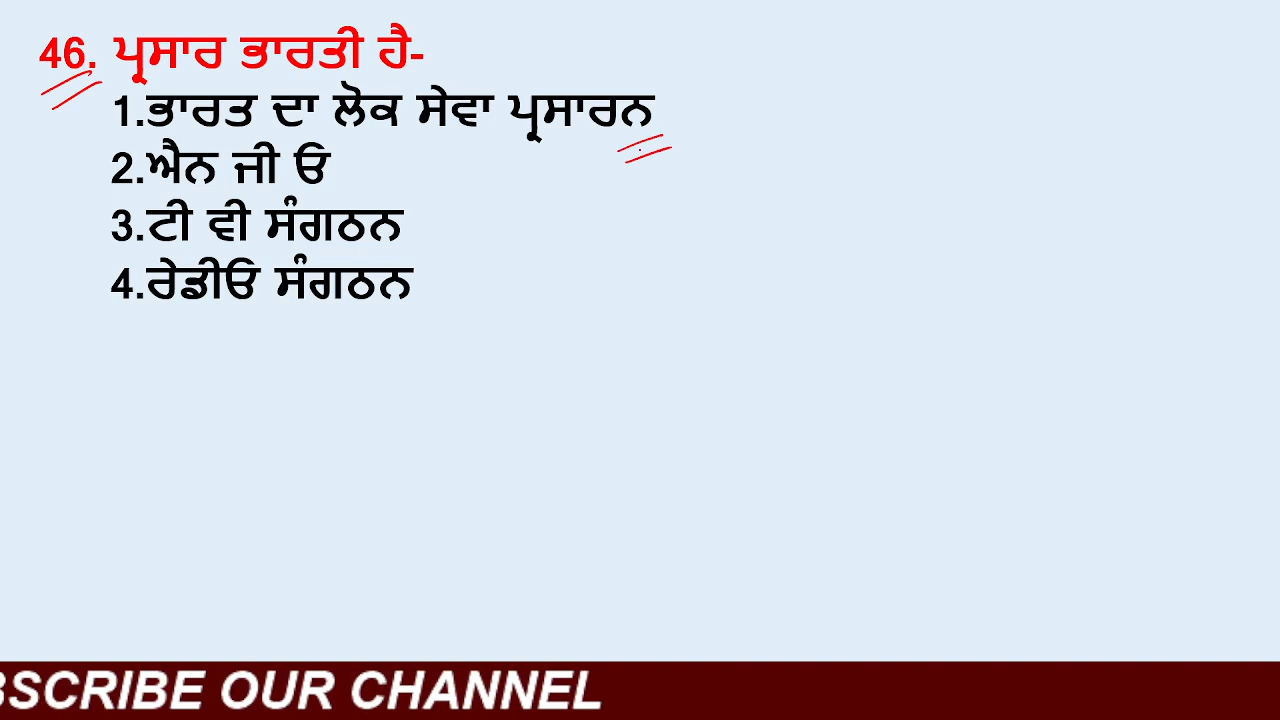 46. ਪ੍ਰਸਾਰ ਭਾਰਤੀ ਹੈ-
1.ਭਾਰਤ ਦਾ ਲੋਕ ਸੇਵਾ ਪ੍ਰਸਾਰਨ
2.ਐਨ ਜੀ ਓ
3.ਟੀ ਵੀ ਸੰਗਠਨ
4.ਰੇਡੀਓ ਸੰਗਠਨ
BSCRIBE OUR CHANNEL